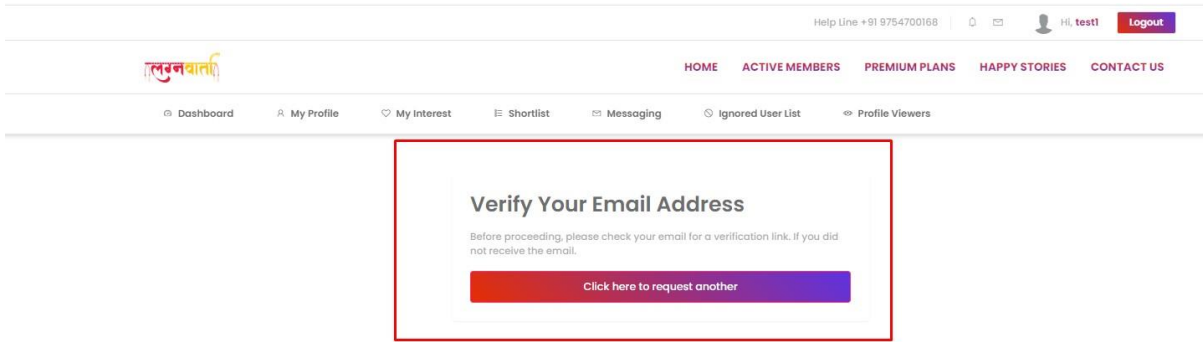 Help Line +91 9754700168 Hi, test1 Logout
लग्नवार्ता HOME ACTIVE MEMBERS PREMIUM PLANS HAPPY STORIES CONTACT US
Dashboard My Profile My Interest Shortlist Messaging Ignored User List Profile Viewers
Verify Your Email Address
Before proceeding, please check your email for a verification link. If you did
not receive the email.
Click here to request another